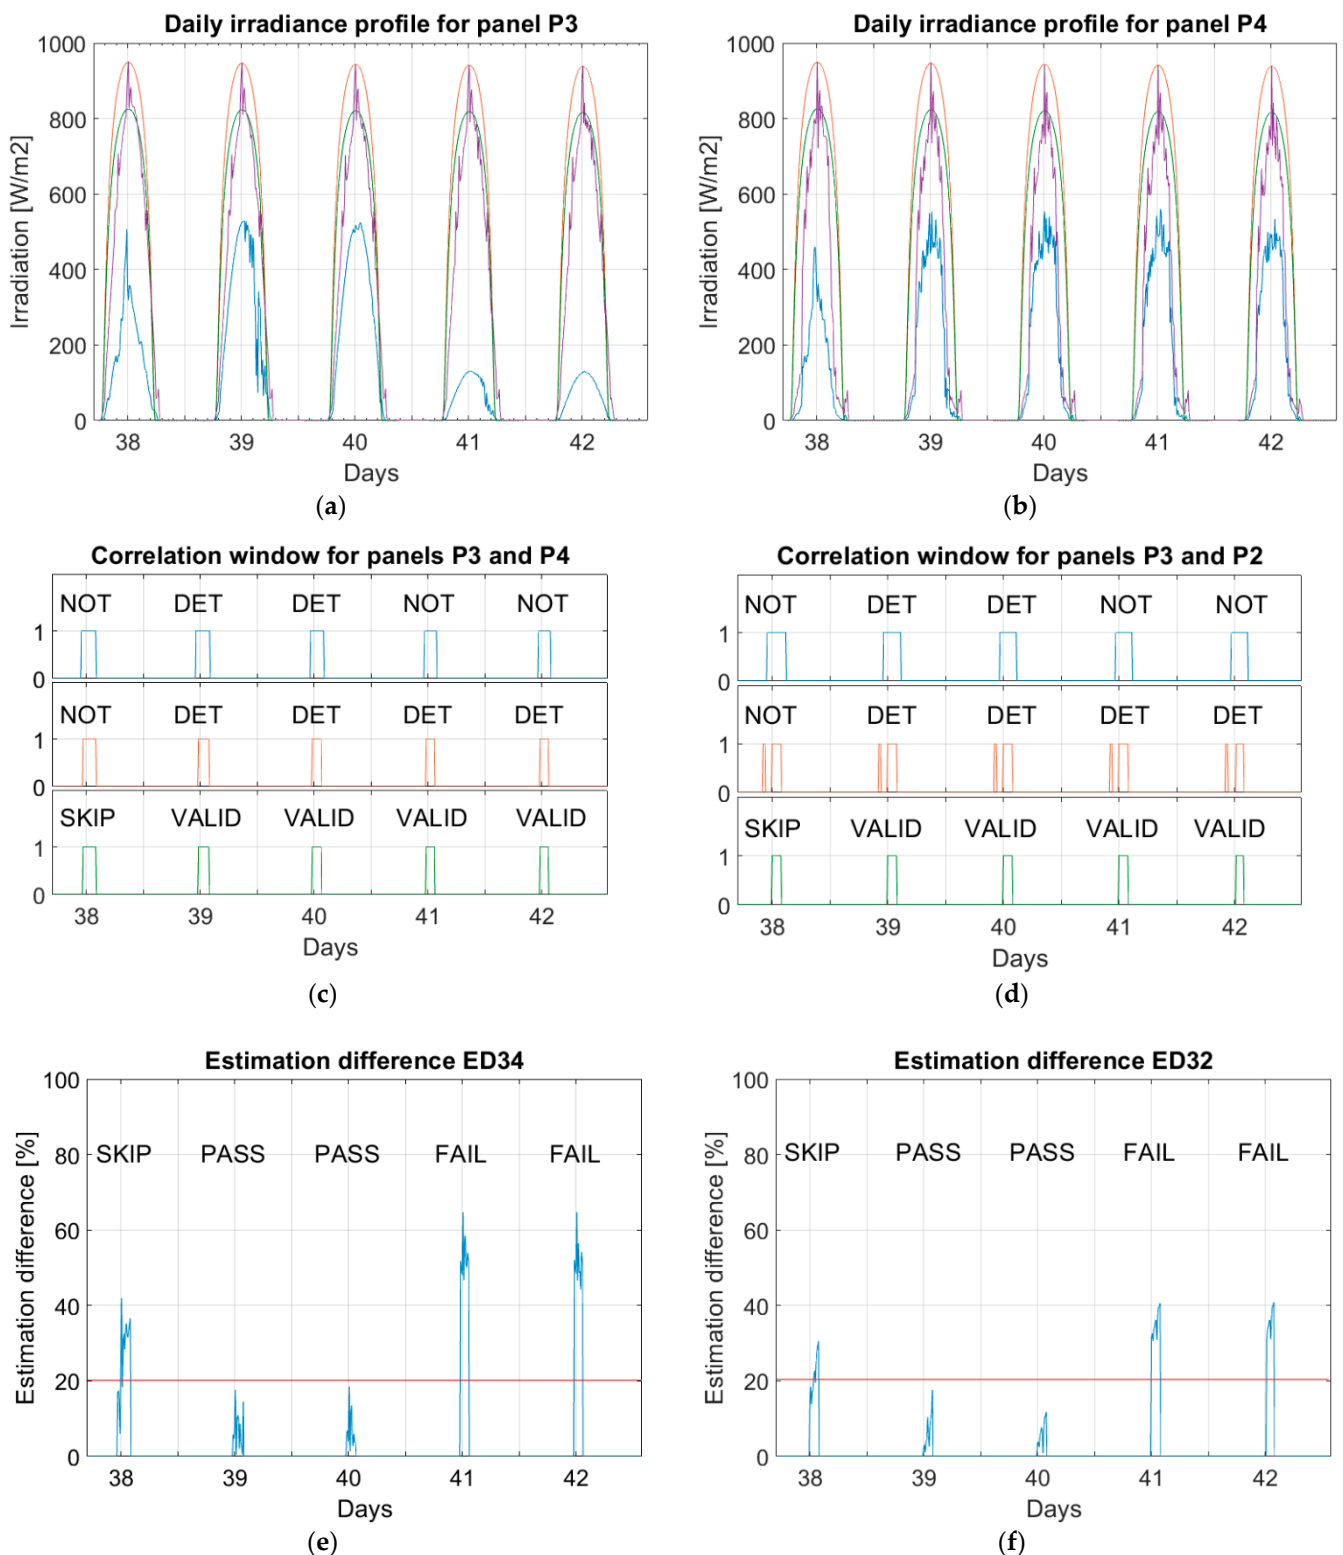 Daily irradiance profile for panel P3
1000
800
600
400
200
0
Irradiation [W/m2]
38 39 40 41 42
Days
(a)
Daily irradiance profile for panel P4
1000
800
600
400
200
0
Irradiation [W/m2]
38 39 40 41 42
Days
(b)
Correlation window for panels P3 and P4
NOT DET DET NOT NOT
1
0
NOT DET DET DET DET
1
0
SKIP VALID VALID VALID VALID
1
0
38 39 40 41 42
Days
(c)
Correlation window for panels P3 and P2
NOT DET DET NOT NOT
1
0
NOT DET DET DET DET
1
0
SKIP VALID VALID VALID VALID
1
0
38 39 40 41 42
Days
(d)
Estimation difference ED34
100
80
60
40
20
0
Estimation difference [%]
SKIP PASS PASS FAIL FAIL
38 39 40 41 42
Days
(e)
Estimation difference ED32
100
80
60
40
20
0
Estimation difference [%]
SKIP PASS PASS FAIL FAIL
38 39 40 41 42
Days
(f)